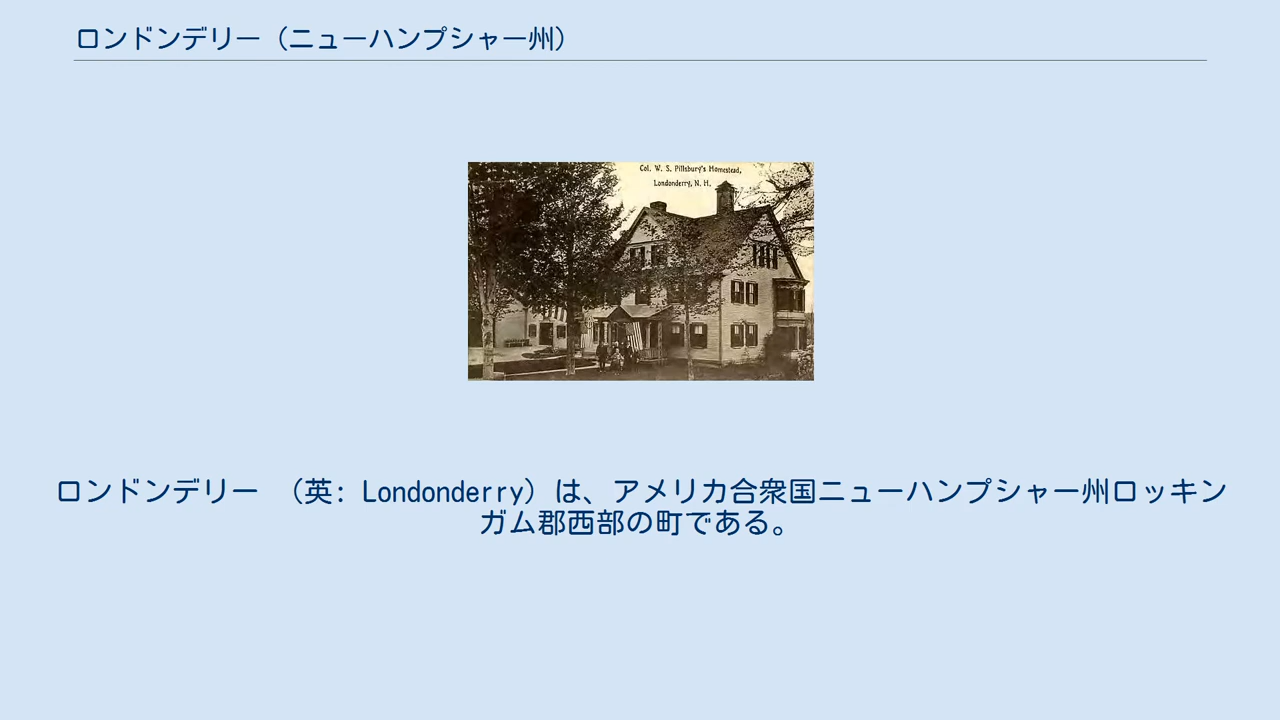 ロンドンデリー（ニューハンプシャー州）
Col. W. S. Pillsbury's Homestead,
Londonderry, N. H.
ロンドンデリー （英: Londonderry）は、アメリカ合衆国ニューハンプシャー州ロッキン
ガム郡西部の町である。